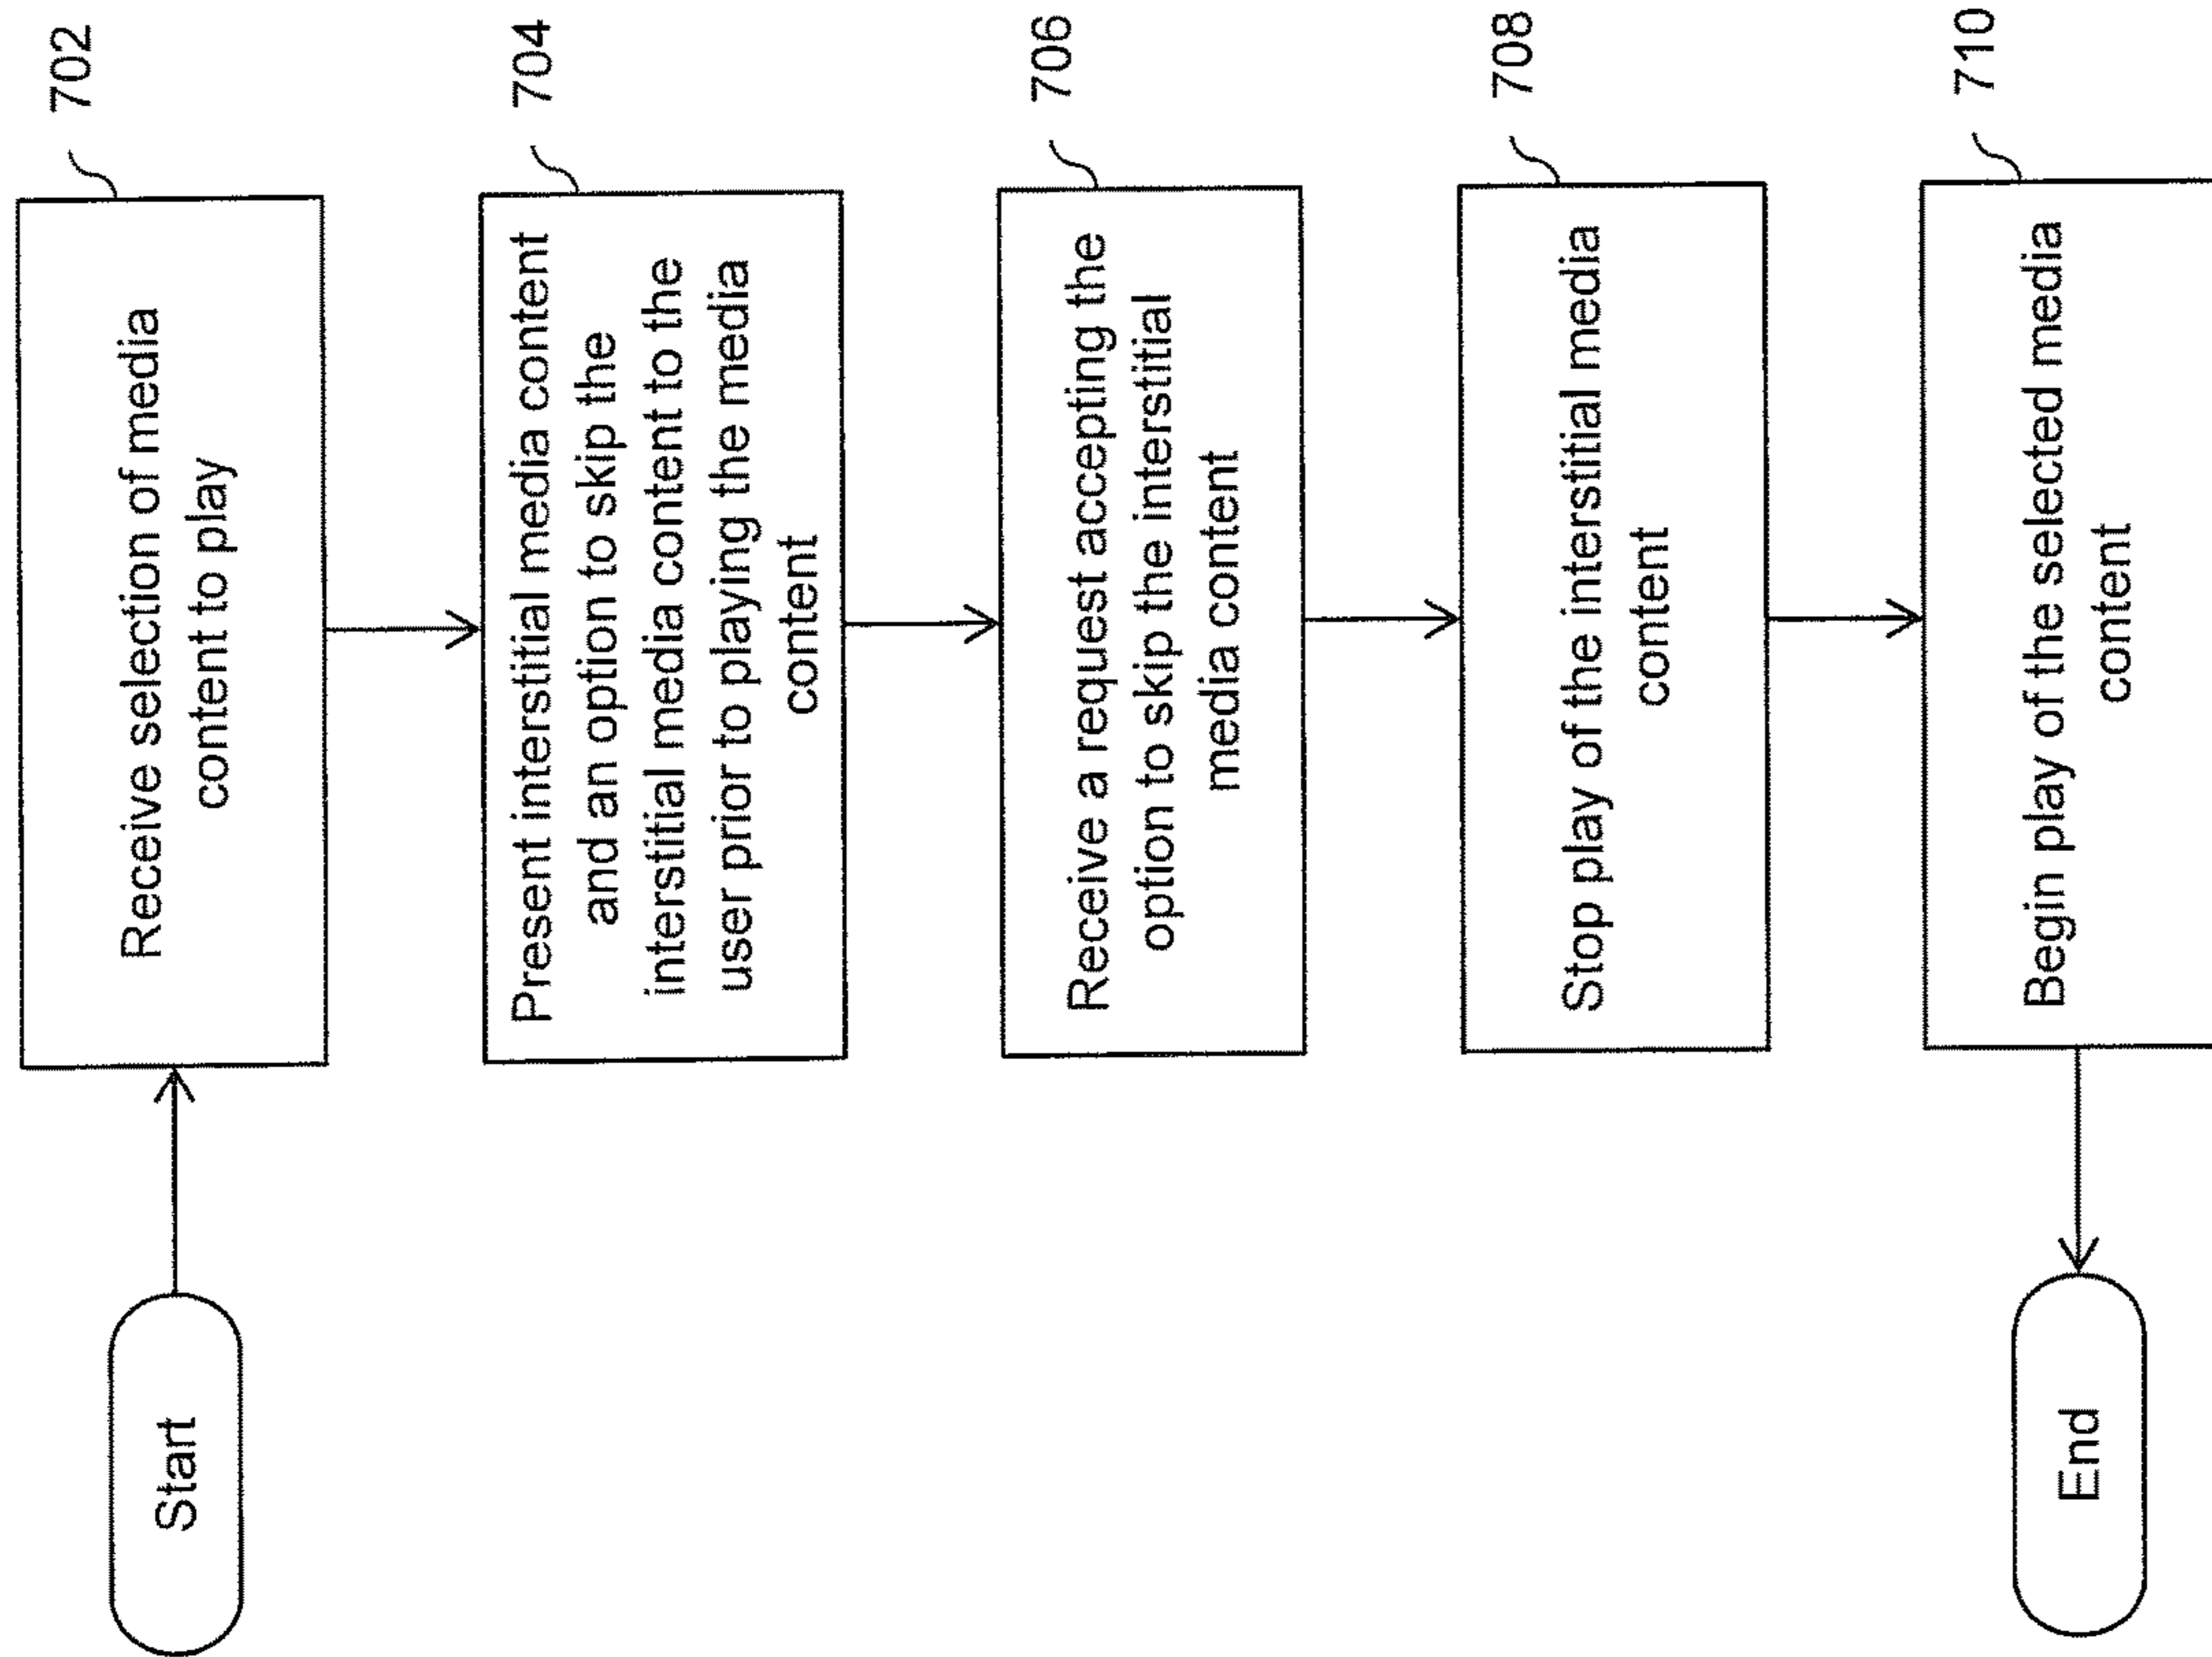 Start
702
Receive selection of media
content to play
704
Present interstitial media content
and an option to skip the
interstitial media content to the
user prior to playing the media
content
706
Receive a request accepting the
option to skip the interstitial
media content
708
Stop play of the interstitial media
content
710
Begin play of the selected media
content
End